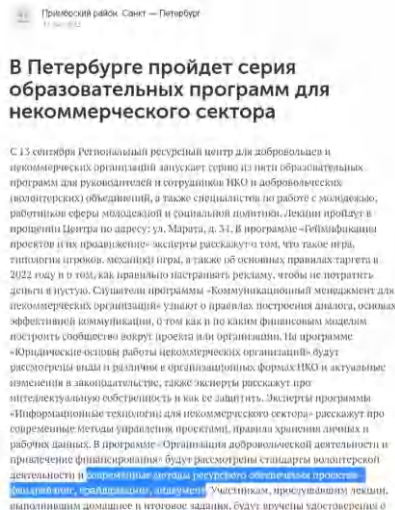 Приморский район. Санкт — Петербург
В Петербурге пройдет серия
образовательных программ для
некоммерческого сектора
С 13 сентября Региональный ресурсный центр для добровольцев и
некоммерческих организаций запускает серию из пяти образовательных
программ для руководителей и сотрудников НКО и добровольческих
(волонтерских) объединений, а также специалистов по работе с молодежью,
работников сферы молодежной и социальной политики. Лекции пройдут в
прощении Центра по адресу: ул. Марата, д. 34. В программе «Геймификация
проектов и их продвижение» эксперты расскажут о том, что такое игра,
типология игроков, механики игры, а также об основных правилах таргета в
2022 году и о том, как правильно настраивать рекламу, чтобы не потратить
деньги в пустую. Слушатели программы «Коммуникационный менеджмент для
некоммерческих организаций» узнают о правилах построения диалога, основах
эффективной коммуникации, о том как и по каким финансовым моделям
построить сообщество вокруг проекта или организации. На программе
«Юридические основы работы некоммерческих организаций» будут
рассмотрены виды и различия в организационных формах НКО и актуальные
изменения в законодательстве, также эксперты расскажут про
интеллектуальную собственность и как ее защитить. Эксперты программы
«Информационные технологии для некоммерческого сектора» расскажут про
современные методы управления проектами, правила хранения личных и
рабочих данных. В программе «Организация добровольческой деятельности и
привлечение финансирования» будут рассмотрены стандарты волонтерской
деятельности и современные методы ресурсного обеспечения проектов –
фандрайзинг, краудфандинг, эндаумент. Участникам, прослушавшим лекции,
выполнившим домашнее и итоговое задания, будут вручены удостоверения о